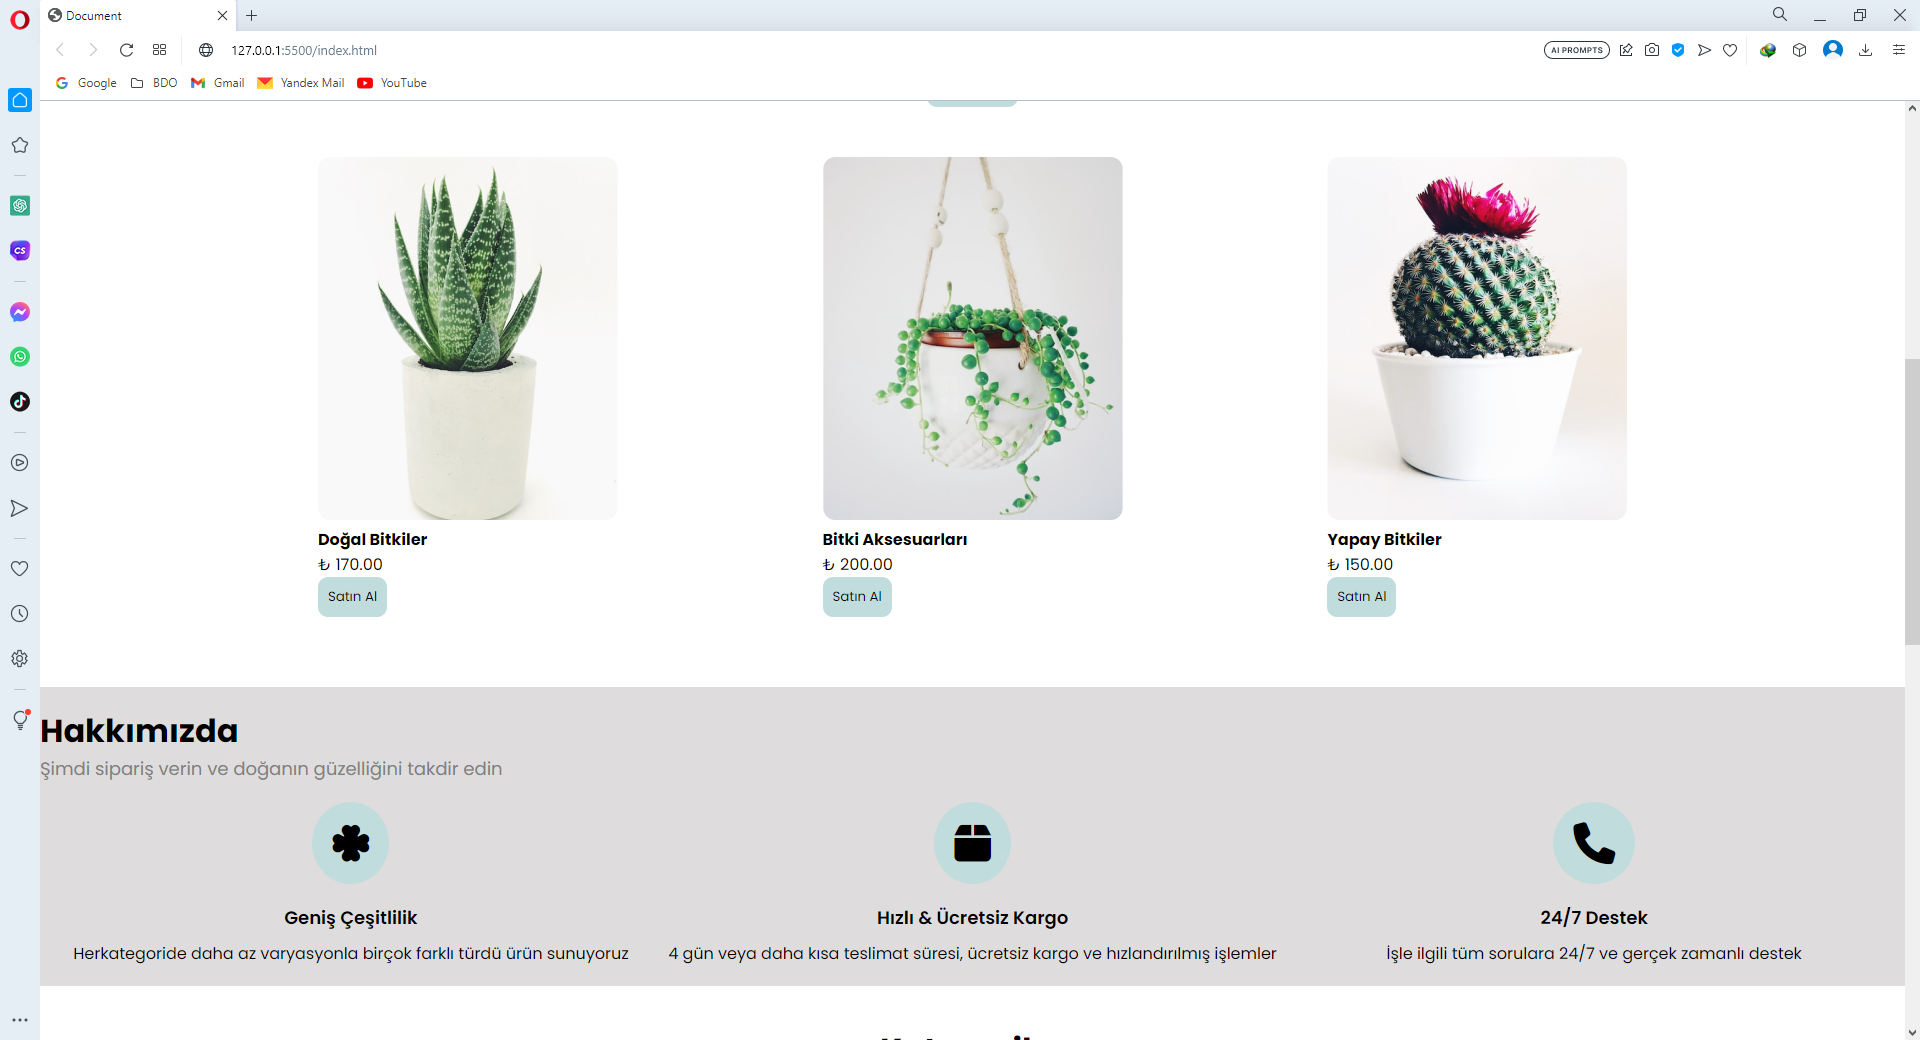 Document
127.0.0.1:5500/index.html
AI PROMPTS
Google
BDO
Gmail
Yandex Mail
YouTube
CS
Doğal Bitkiler
₺ 170.00
Satın Al
Bitki Aksesuarları
₺ 200.00
Satın Al
Yapay Bitkiler
₺ 150.00
Satın Al
Hakkımızda
Şimdi sipariş verin ve doğanın güzelliğini takdir edin
Geniş Çeşitlilik
Herkategoride daha az varyasyonla birçok farklı türdü ürün sunuyoruz
Hızlı & Ücretsiz Kargo
4 gün veya daha kısa teslimat süresi, ücretsiz kargo ve hızlandırılmış işlemler
24/7 Destek
İşle ilgili tüm sorulara 24/7 ve gerçek zamanlı destek